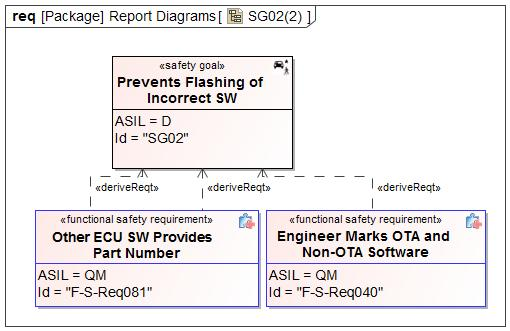 req [Package] Report Diagrams [ SG02(2) ]
«safety goal»
Prevents Flashing of
Incorrect SW
ASIL = D
Id = "SG02"
«deriveReqt»
«deriveReqt»
«deriveReqt»
«functional safety requirement»
Other ECU SW Provides
Part Number
ASIL = QM
Id = "F-S-Req081"
«functional safety requirement»
Engineer Marks OTA and
Non-OTA Software
ASIL = QM
Id = "F-S-Req040"